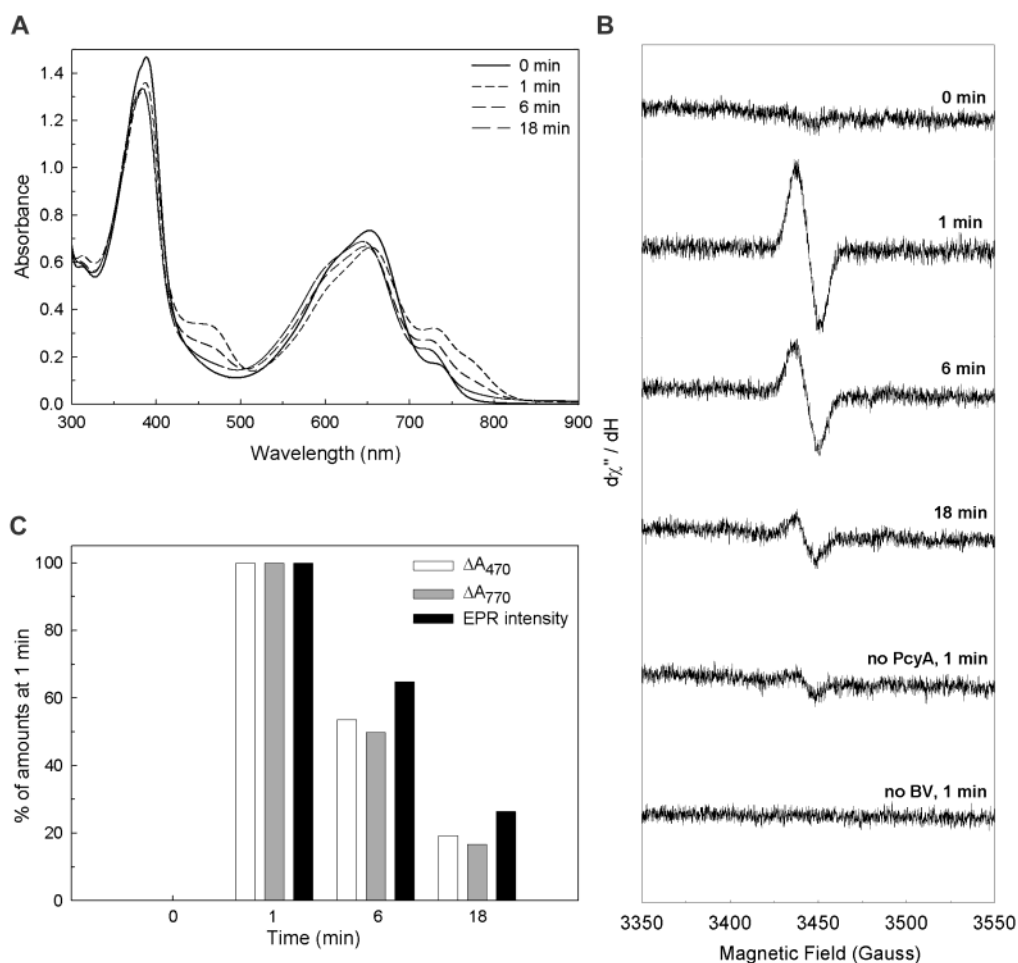 A
0 min
1 min
6 min
18 min
1.4
1.2
1.0
0.8
0.6
0.4
0.2
0.0
Absorbance
300 400 500 600 700 800 900
Wavelength (nm)
B
0 min
1 min
6 min
18 min
no PcyA, 1 min
no BV, 1 min
dχ" / dH
3350 3400 3450 3500 3550
Magnetic Field (Gauss)
C
ΔA470
ΔA770
EPR intensity
100
80
60
40
20
0
% of amounts at 1 min
0 1 6 18
Time (min)